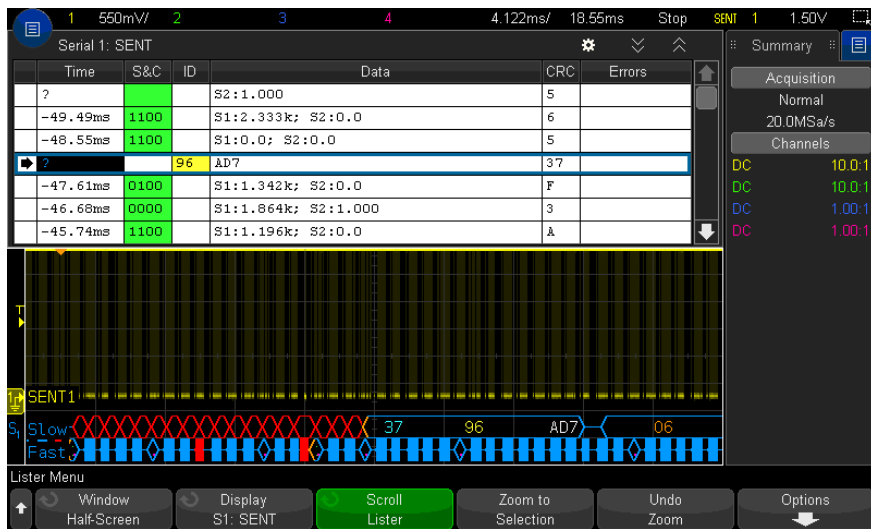 1 550mV/ 2 3 4 4.122ms/ 18.55ms Stop SENT 1 1.50V
Serial 1: SENT
Summary
Time S&C ID Data CRC Errors
Acquisition
? S2:1.000 5
Normal
-49.49ms 1100 S1:2.333k; S2:0.0 6
20.0MSa/s
-48.55ms 1100 S1:0.0; S2:0.0 5
Channels
? 96 AD7 37
DC 10.0:1
-47.61ms 0100 S1:1.342k; S2:0.0 F
DC 10.0:1
-46.68ms 0000 S1:1.864k; S2:1.000 3
DC 1.00:1
-45.74ms 1100 S1:1.196k; S2:0.0 A
DC 1.00:1
T
1 SENT1
S1 Slow 37 96 AD7 06
Fast
Lister Menu
Window Display Scroll Zoom to Undo Options
Half-Screen S1: SENT Lister Selection Zoom